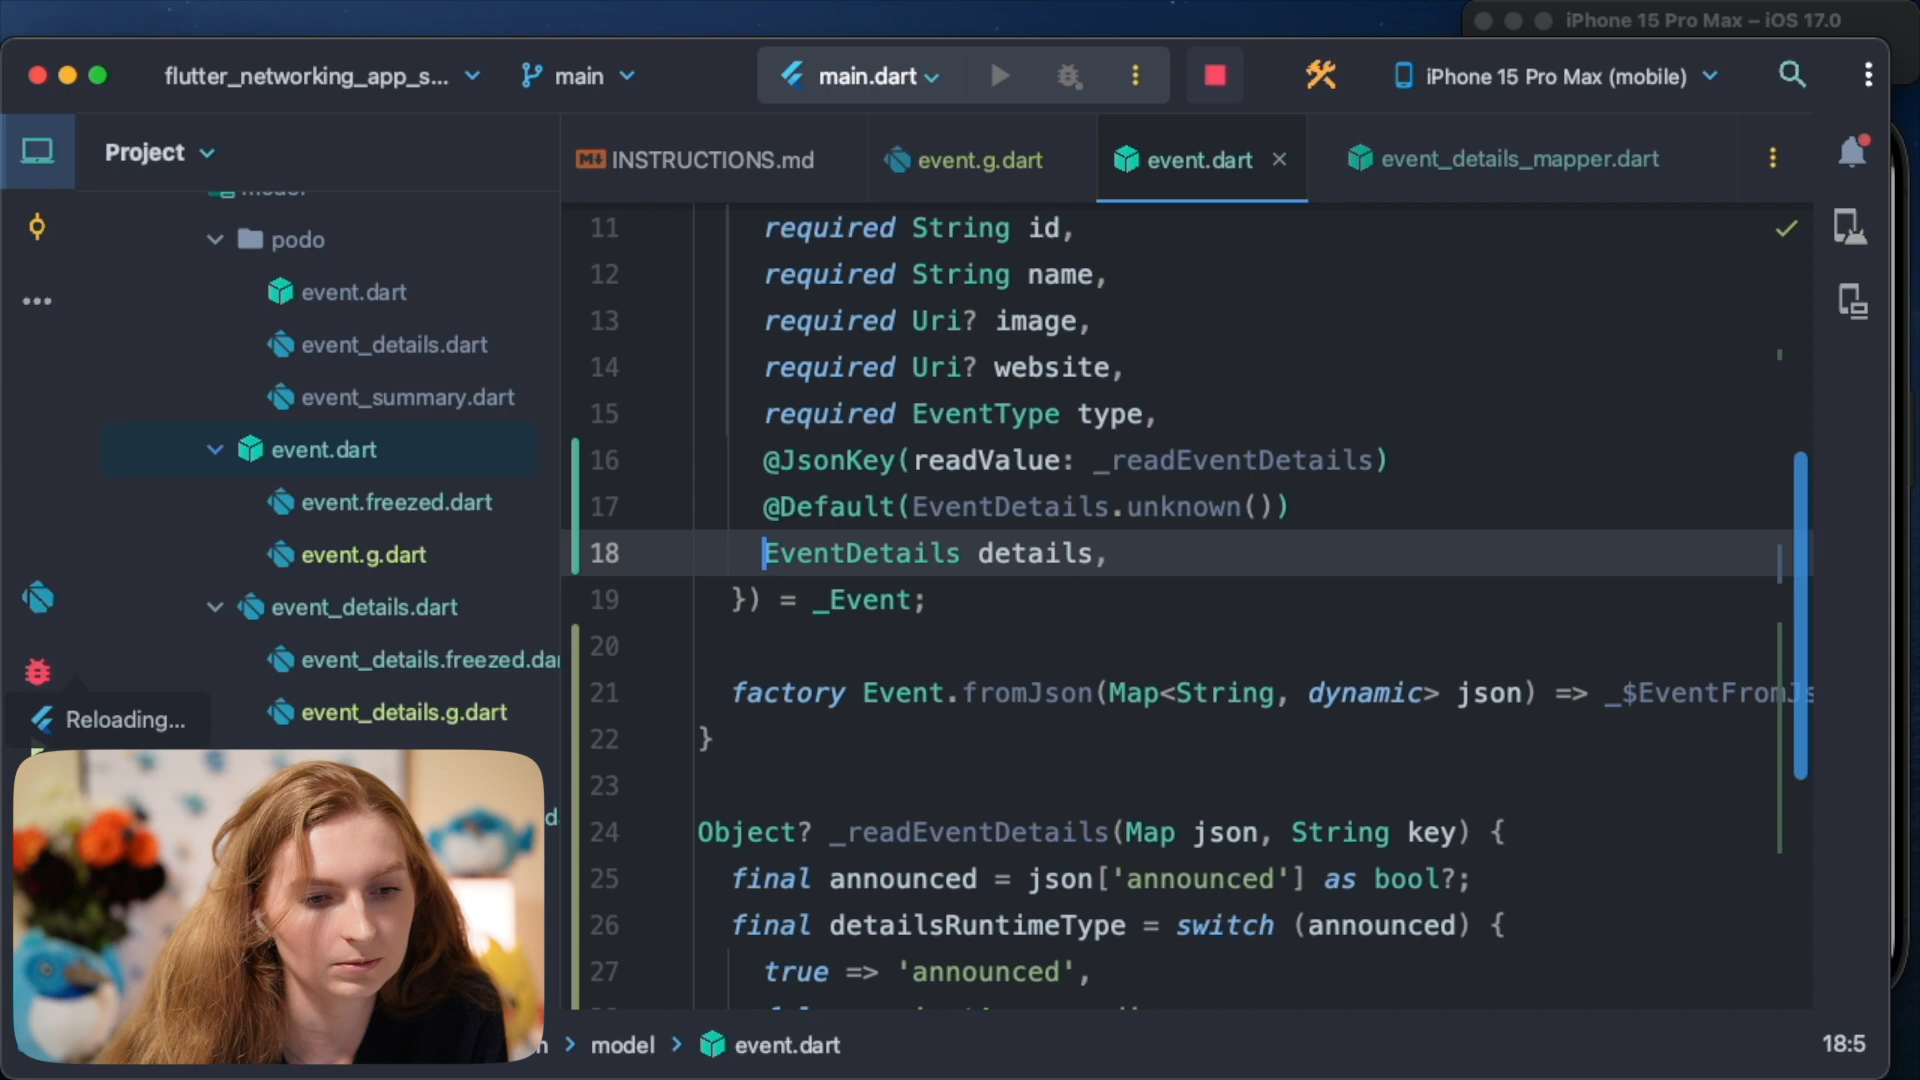 iPhone 15 Pro Max – iOS 17.0
flutter_networking_app_s...
main
main.dart
iPhone 15 Pro Max (mobile)
Project
INSTRUCTIONS.md
event.g.dart
event.dart
event_details_mapper.dart
model
podo
event.dart
event_details.dart
event_summary.dart
event.dart
event.freezed.dart
event.g.dart
event_details.dart
event_details.freezed.da
event_details.g.dart
Reloading...
11 required String id,
12 required String name,
13 required Uri? image,
14 required Uri? website,
15 required EventType type,
16 @JsonKey(readValue: _readEventDetails)
17 @Default(EventDetails.unknown())
18 EventDetails details,
19 }) = _Event;
20
21 factory Event.fromJson(Map<String, dynamic> json) => _$EventFromJs
22 }
23
24 Object? _readEventDetails(Map json, String key) {
25 final announced = json['announced'] as bool?;
26 final detailsRuntimeType = switch (announced) {
27 true => 'announced',
n > model > event.dart
18:5